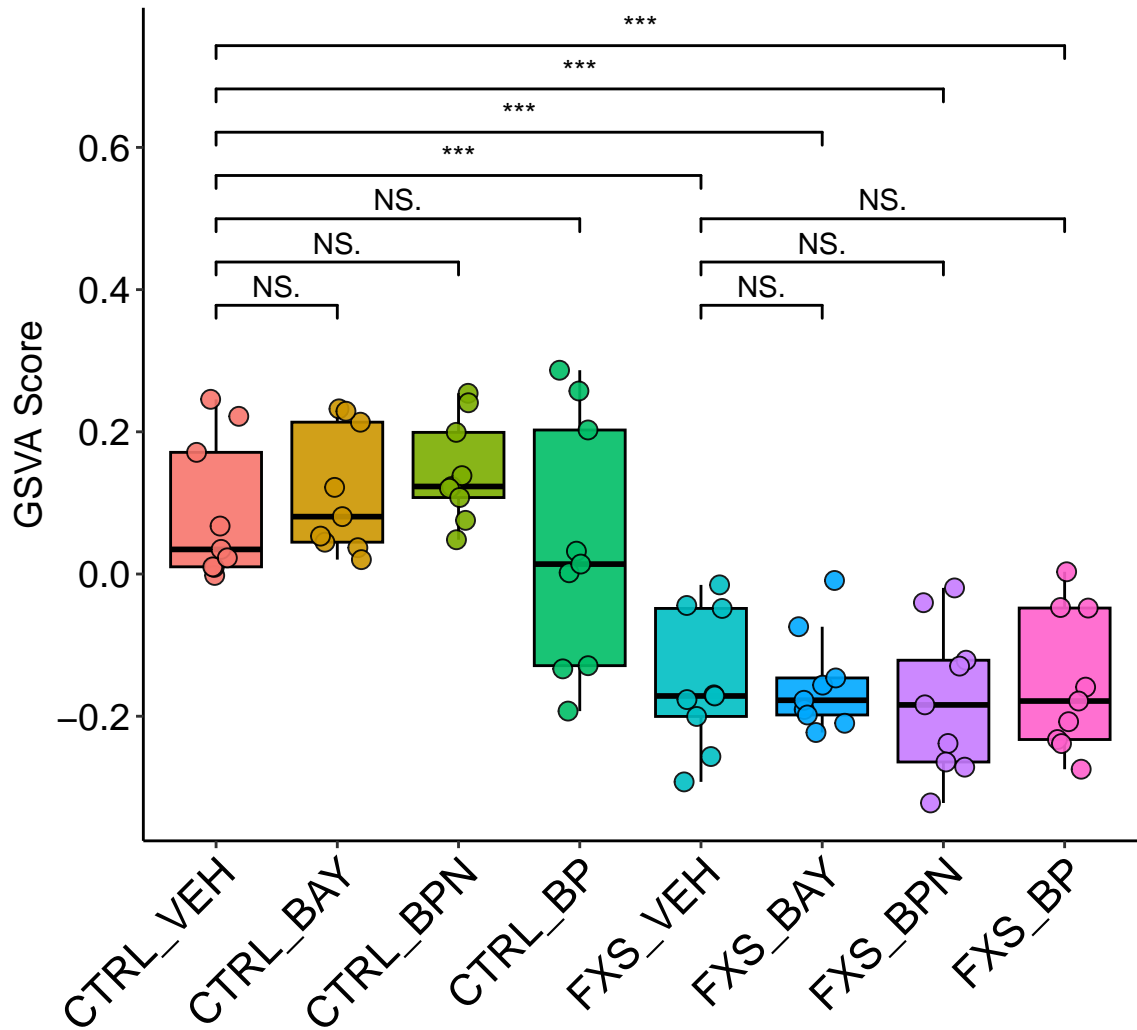 ***
***
***
***
NS.
NS.
NS.
NS.
NS.
NS.
GSVA Score
0.6
0.4
0.2
0.0
−0.2
CTRL_VEH
CTRL_BAY
CTRL_BPN
CTRL_BP
FXS_VEH
FXS_BAY
FXS_BPN
FXS_BP